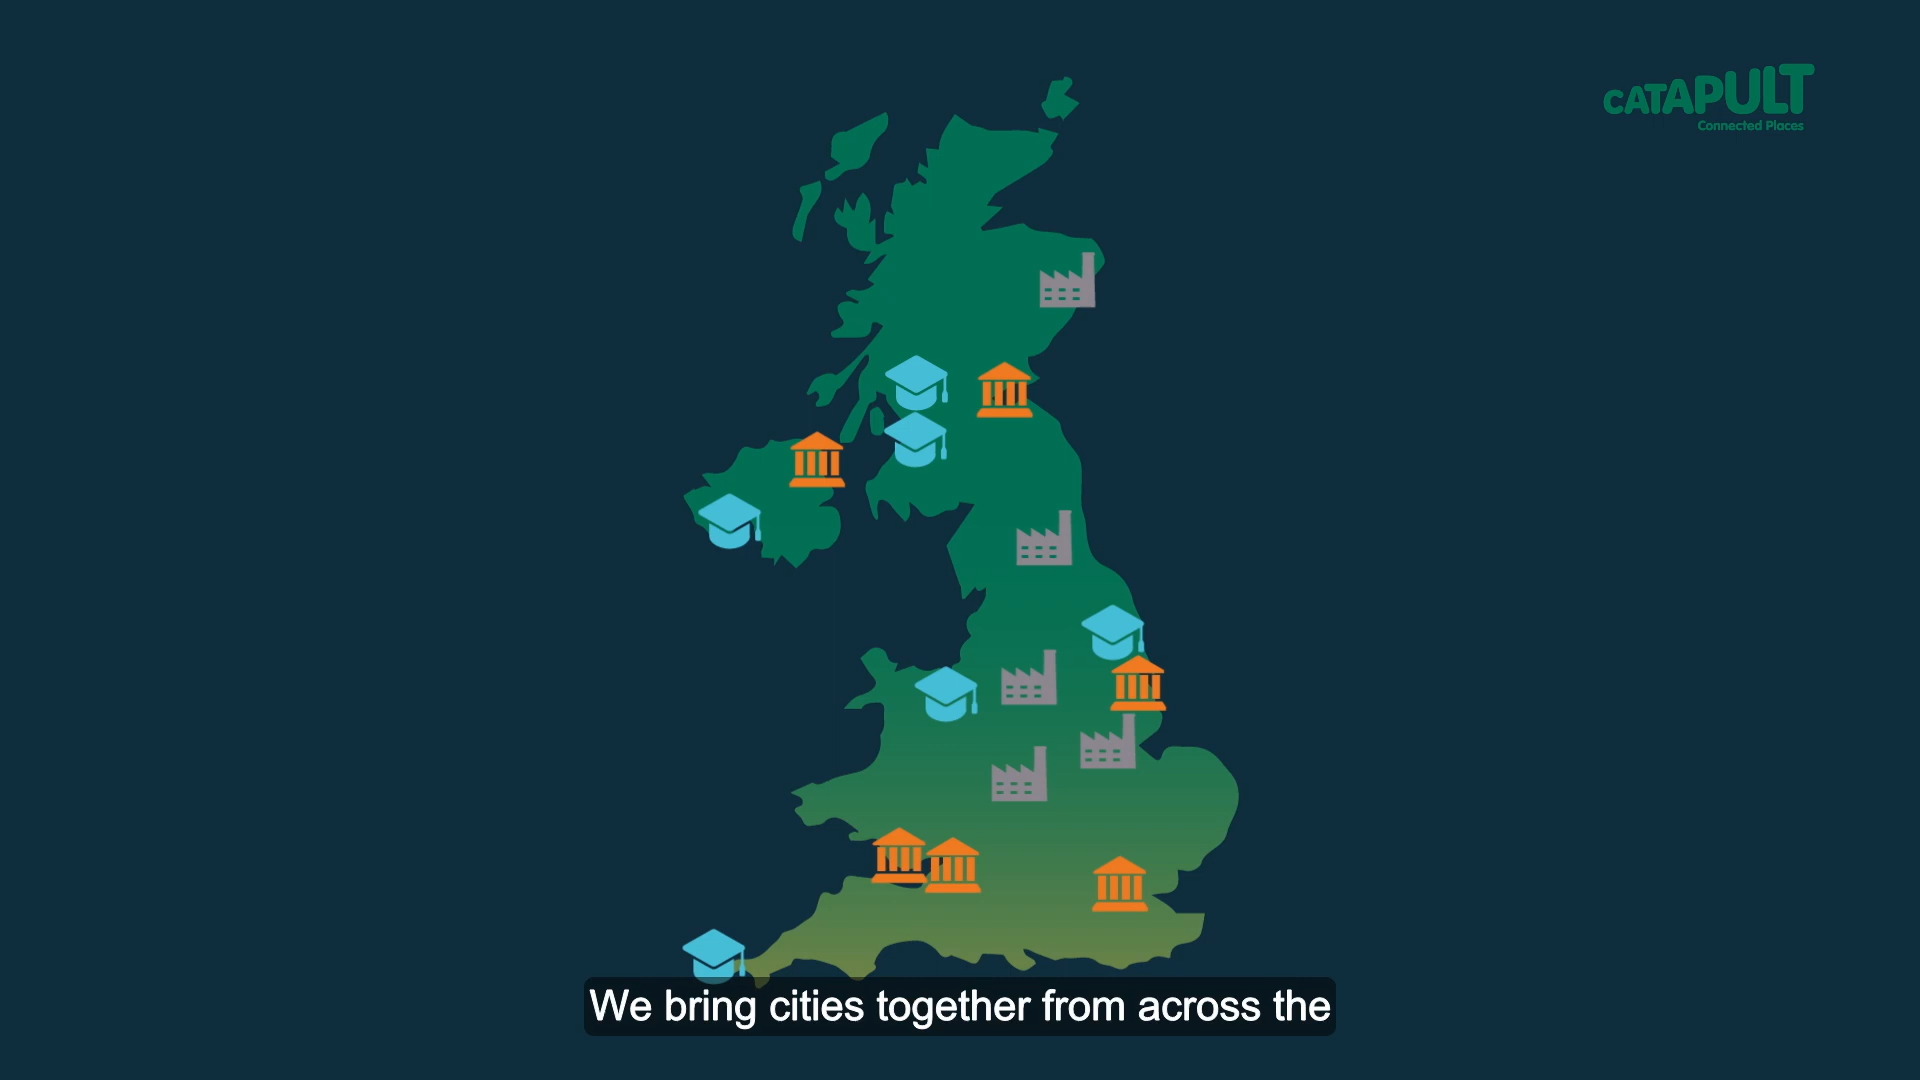 CATAPULT
Connected Places
We bring cities together from across the